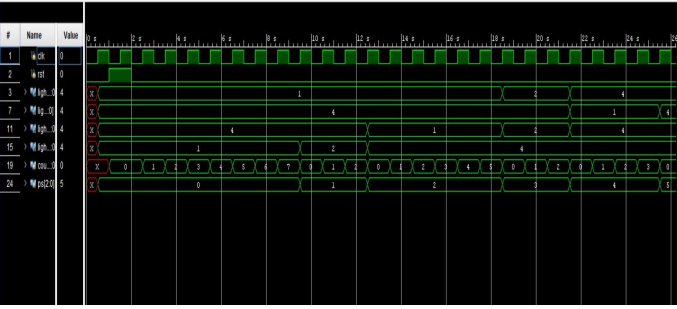 # Name Value 0 s 2 s 4 s 6 s 8 s 10 s 12 s 14 s 16 s 18 s 20 s 22 s 24 s 26
1 clk 0
2 rst 0
3 ligh...:0 4 X 1 2 4
7 lig...0] 4 X 4 1 4
11 ligh...:0 4 X 4 1 2 4
15 ligh...:0 4 X 1 2 4
19 cou...:0 0 X 0 1 2 3 4 5 6 7 0 1 2 0 1 2 3 4 5 0 1 2 0 1 2 3 0
24 ps[2:0] 5 X 0 1 2 3 4 5